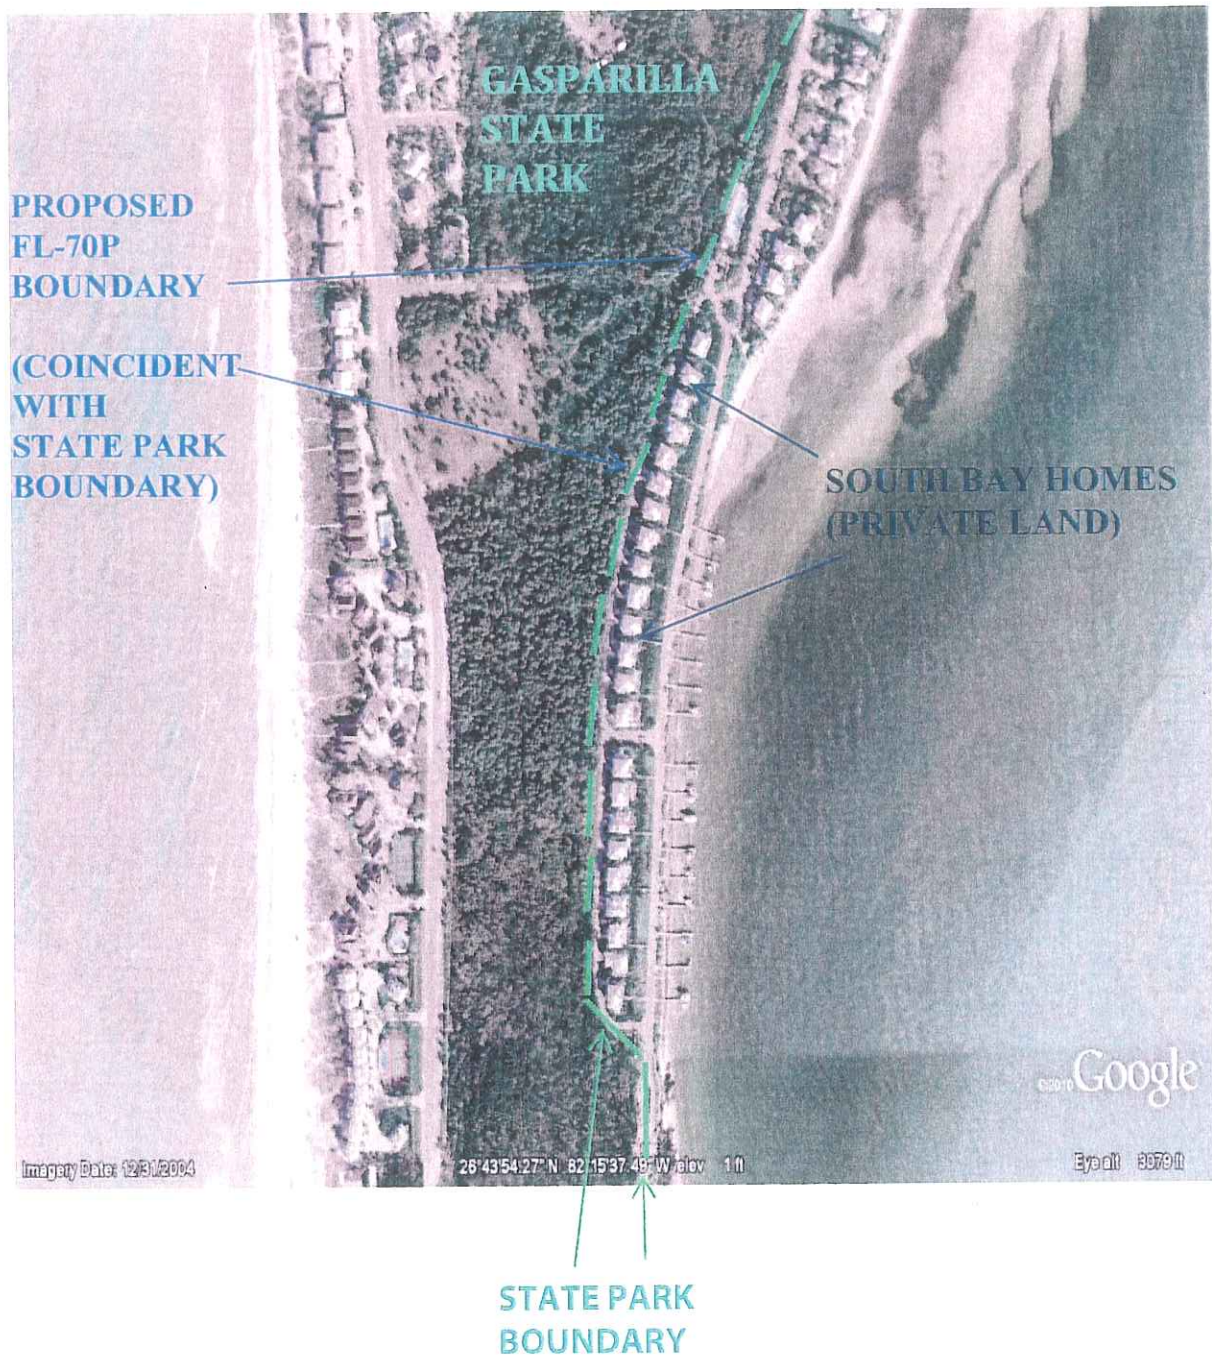 GASPARILLA
STATE
PARK
PROPOSED
FL-70P
BOUNDARY
(COINCIDENT
WITH
STATE PARK
BOUNDARY)
SOUTH BAY HOMES
(PRIVATE LAND)
©2010 Google
Imagery Date: 12/31/2004
26°43'54.27" N 82°15'37.49" W elev 1 ft
Eye alt 3979 ft
STATE PARK
BOUNDARY